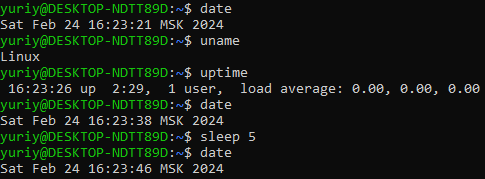 yuriy@DESKTOP-NDTT89D:~$ date
Sat Feb 24 16:23:21 MSK 2024
yuriy@DESKTOP-NDTT89D:~$ uname
Linux
yuriy@DESKTOP-NDTT89D:~$ uptime
 16:23:26 up  2:29,  1 user,  load average: 0.00, 0.00, 0.00
yuriy@DESKTOP-NDTT89D:~$ date
Sat Feb 24 16:23:38 MSK 2024
yuriy@DESKTOP-NDTT89D:~$ sleep 5
yuriy@DESKTOP-NDTT89D:~$ date
Sat Feb 24 16:23:46 MSK 2024